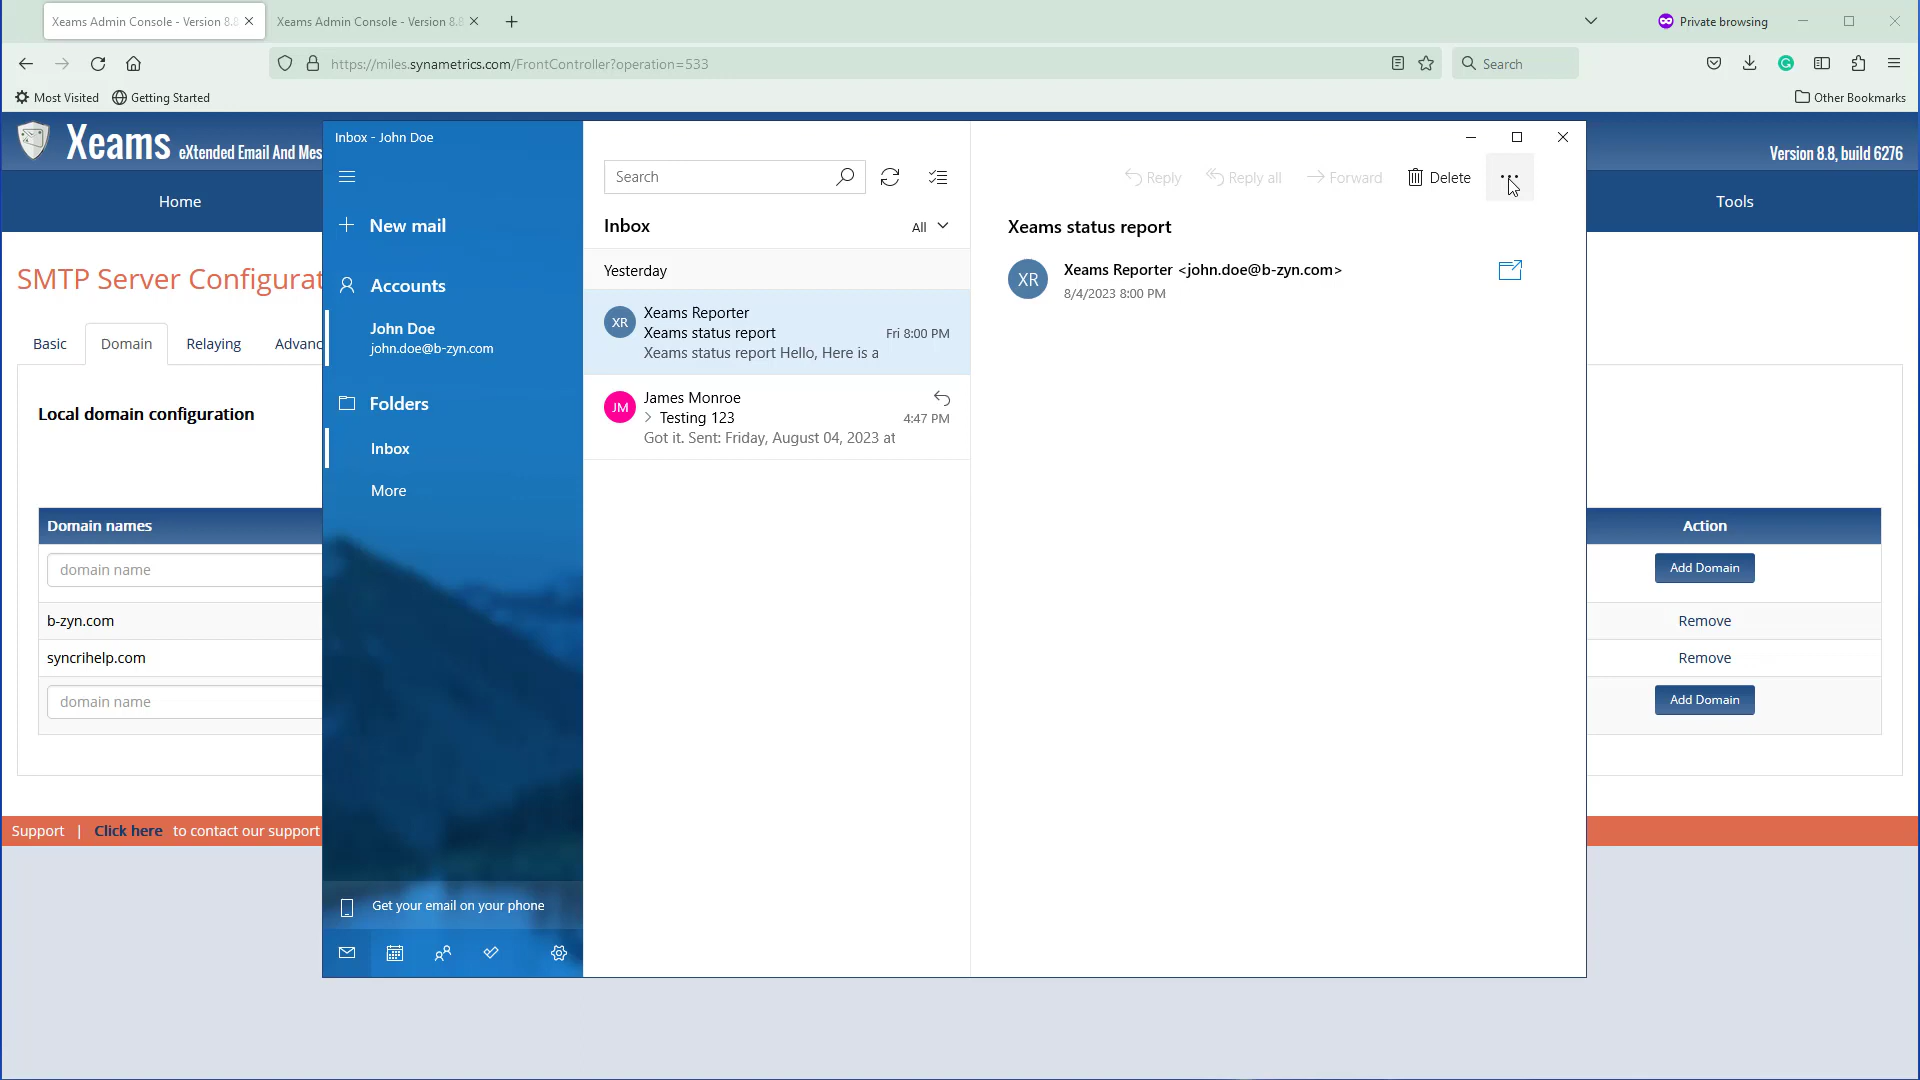 Xeams Admin Console - Version 8.8
Xeams Admin Console - Version 8.8
Private browsing
https://miles.synametrics.com/FrontController?operation=533
Search
Most Visited
Getting Started
Other Bookmarks
Xeams eXtended Email And Mes
Version 8.8, build 6276
Home
Tools
SMTP Server Configurat
Basic
Domain
Relaying
Advanc
Local domain configuration
Domain names
Action
domain name
Add Domain
b-zyn.com
Remove
syncrihelp.com
Remove
domain name
Add Domain
Support | Click here to contact our support
Inbox - John Doe
New mail
Accounts
John Doe
john.doe@b-zyn.com
Folders
Inbox
More
Get your email on your phone
Search
Inbox
All
Yesterday
XR
Xeams Reporter
Xeams status report
Fri 8:00 PM
Xeams status report Hello, Here is a
JM
James Monroe
> Testing 123
4:47 PM
Got it. Sent: Friday, August 04, 2023 at
Reply
Reply all
Forward
Delete
Xeams status report
XR
Xeams Reporter <john.doe@b-zyn.com>
8/4/2023 8:00 PM